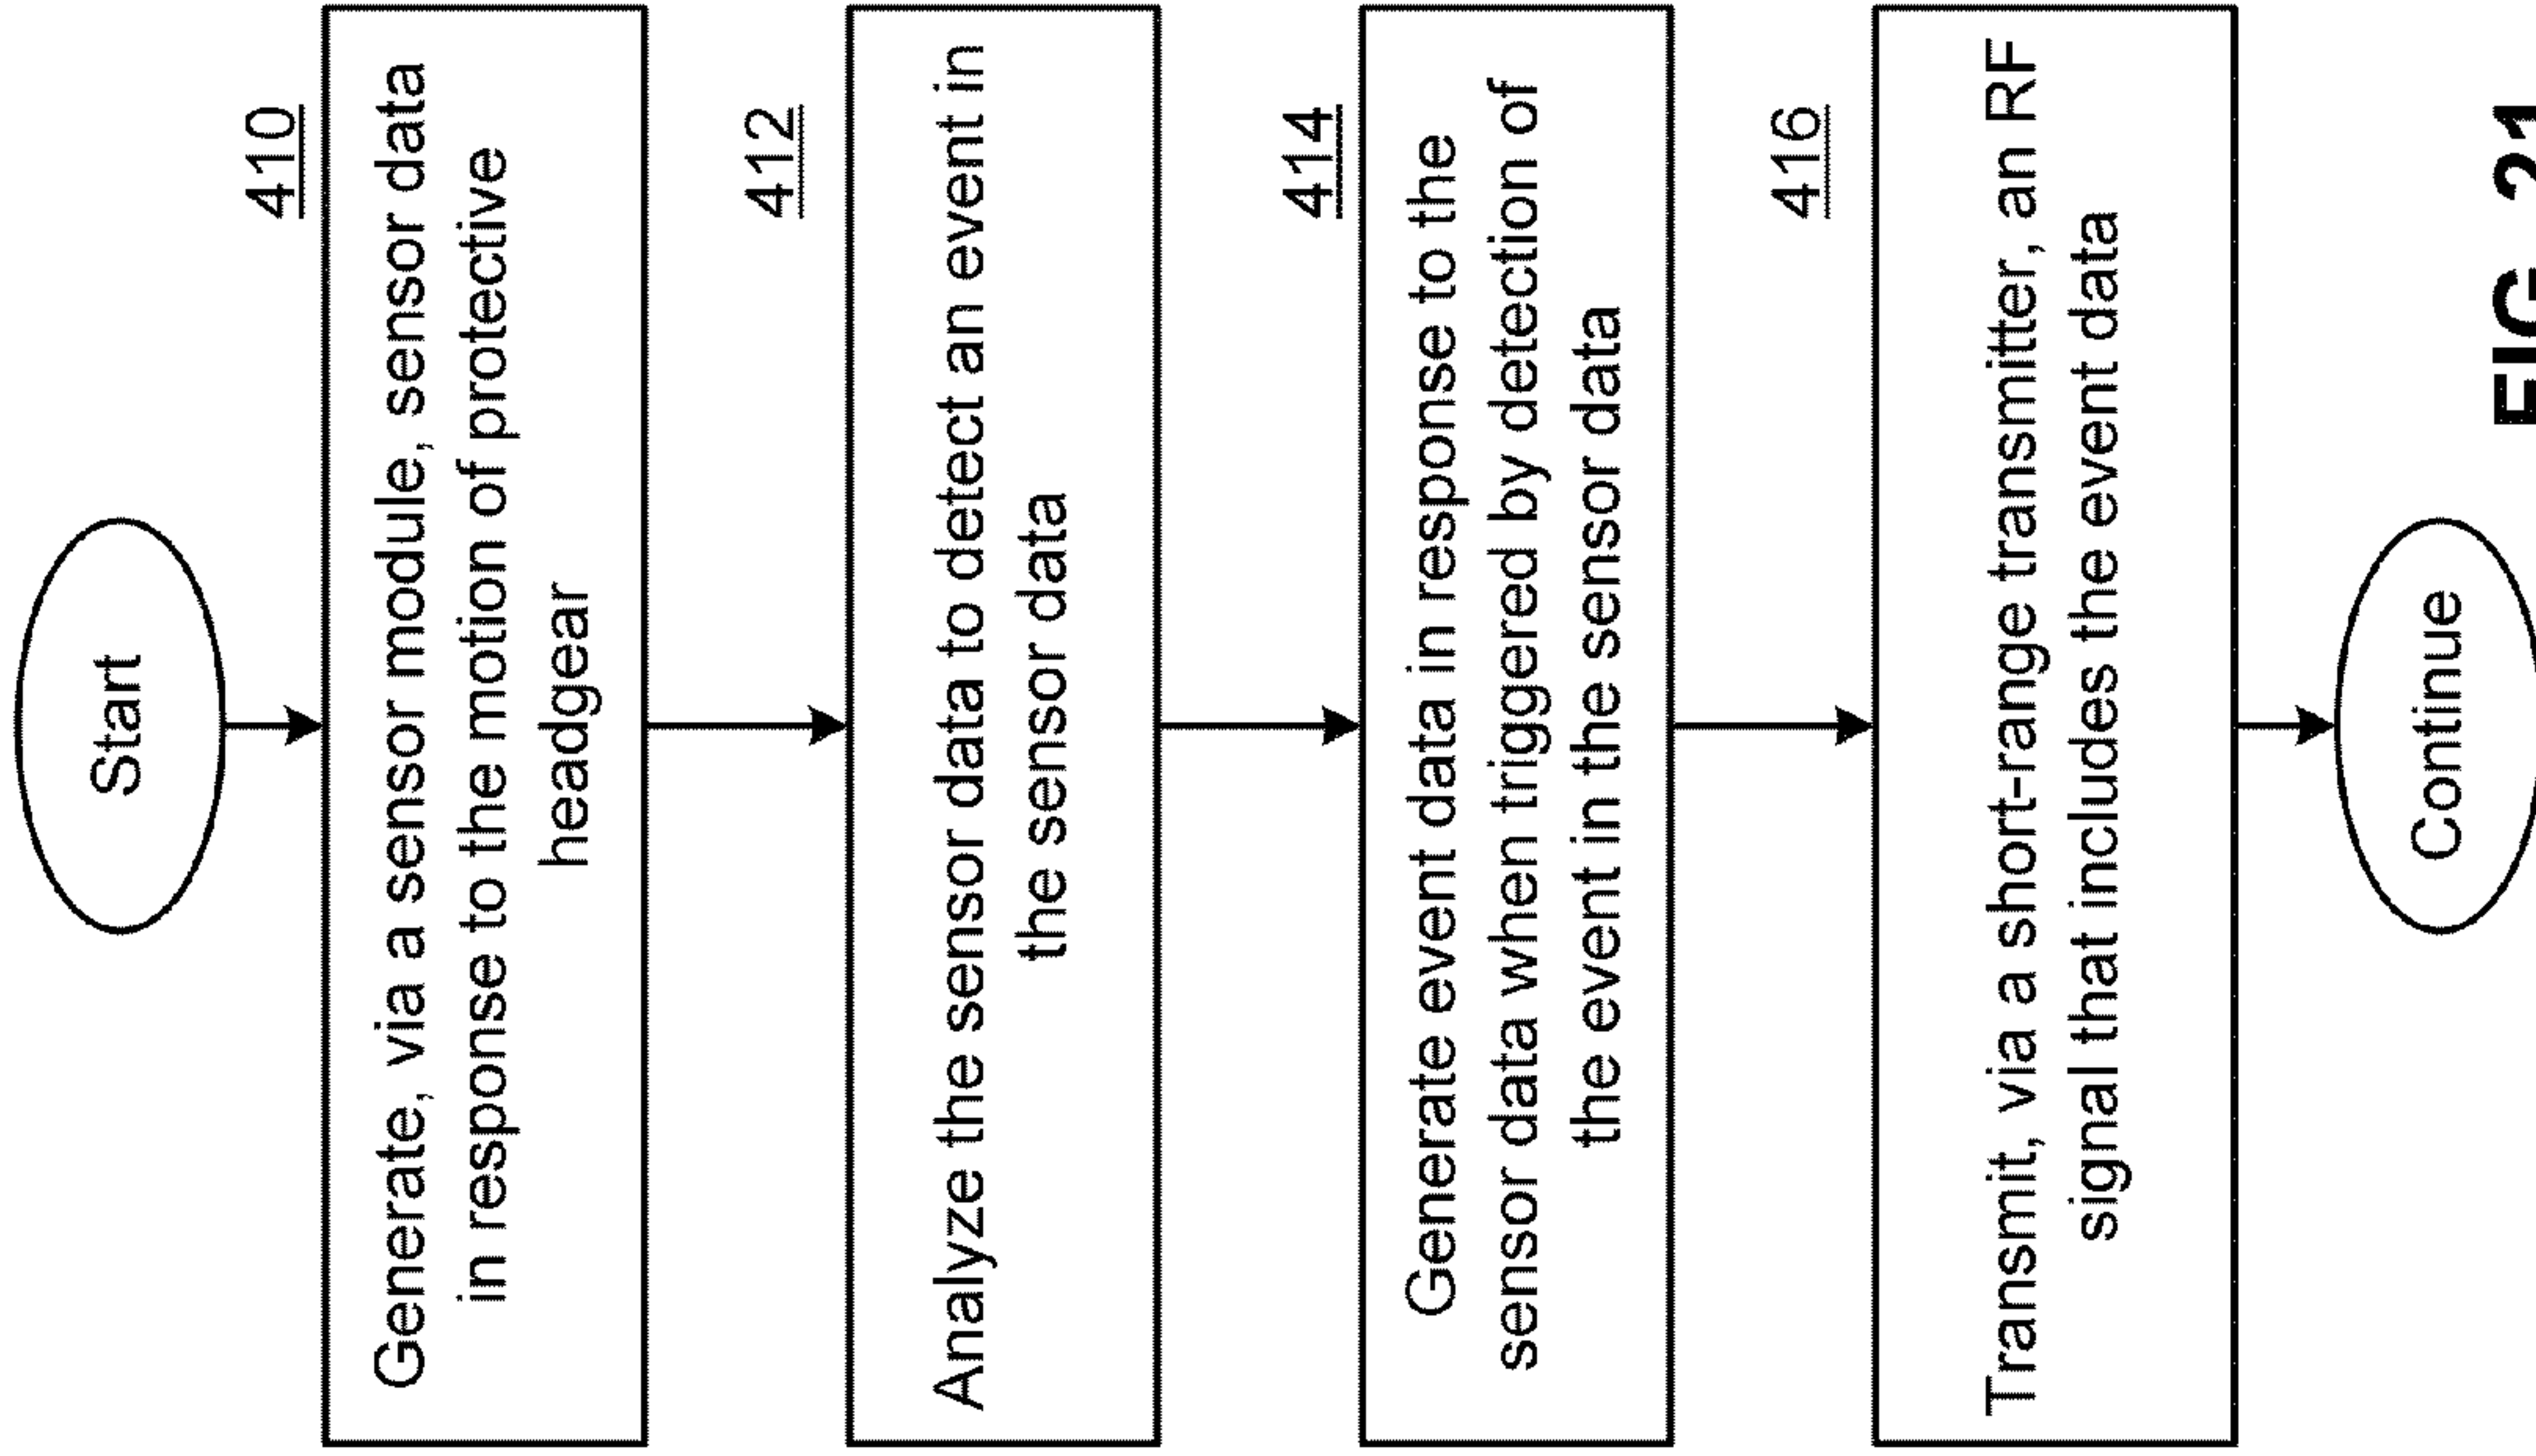 Start
410
Generate, via a sensor module, sensor data
in response to the motion of protective
headgear
412
Analyze the sensor data to detect an event in
the sensor data
414
Generate event data in response to the
sensor data when triggered by detection of
the event in the sensor data
416
Transmit, via a short-range transmitter, an RF
signal that includes the event data
Continue
FIG. 21